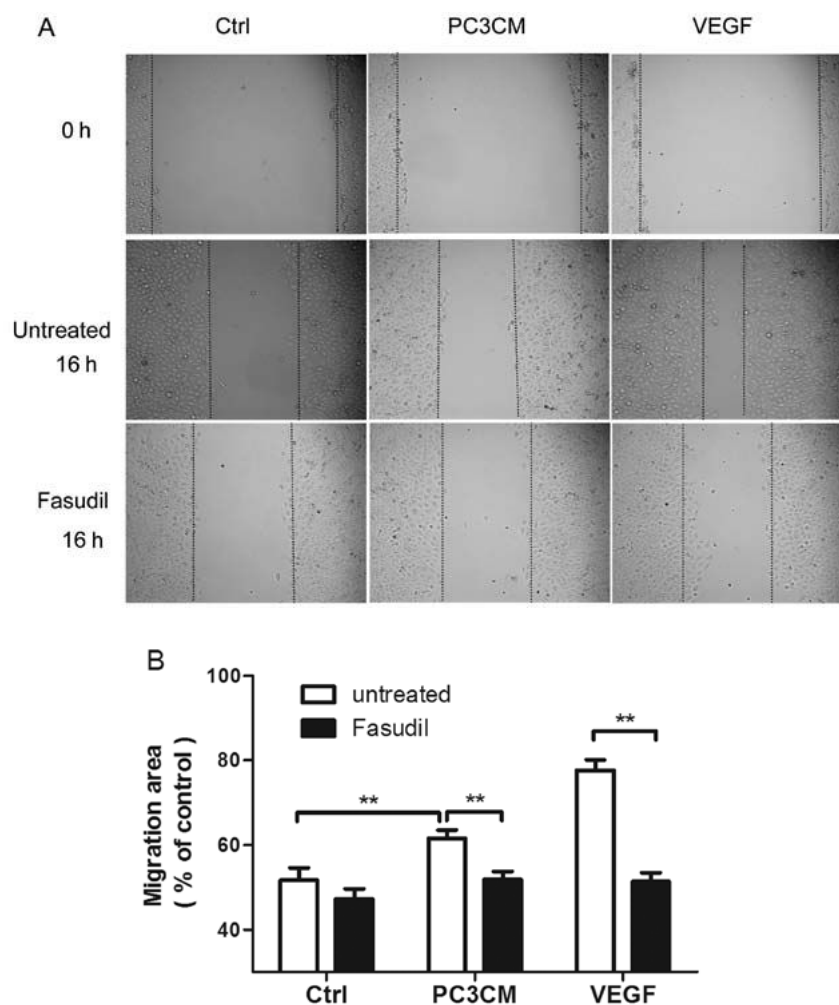 A
Ctrl PC3CM VEGF
0 h
Untreated
16 h
Fasudil
16 h
B
100
80
60
40
Migration area
( % of control )
untreated
Fasudil
**
**
**
Ctrl PC3CM VEGF